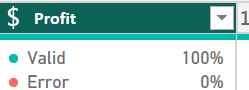 $ Profit 1
Valid 100%
Error 0%